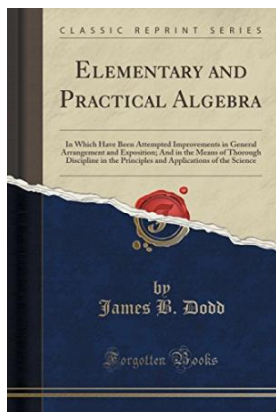 CLASSIC REPRINT SERIES
ELEMENTARY AND
PRACTICAL ALGEBRA
In Which Have Been Attempted Improvements in General
Arrangement and Exposition; And in the Means of Thorough
Discipline in the Principles and Applications of the Science
by
James B. Dodd
Forgotten Books